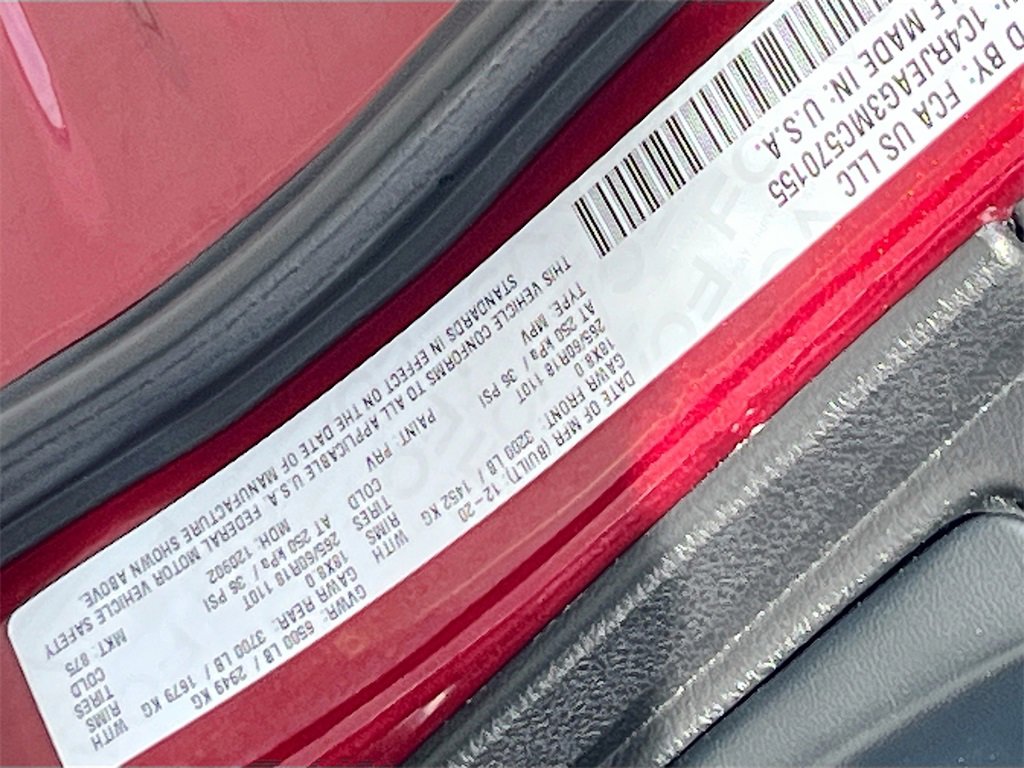 D BY: FCA US LLC
DATE OF MFR (BUILT): 12-20
GVWR: 6500 LB / 2949 KG
GAWR FRONT: 3200 LB / 1452 KG
GAWR REAR: 3700 LB / 1679 KG
WITH
18X8.0 RIMS
18X8.0 RIMS
WITH
265/60R18 110T TIRES
265/60R18 110T TIRES
AT 250 kPa / 36 PSI COLD
AT 250 kPa / 36 PSI COLD
TYPE: MPV
PAINT: PRV
MDH: 120902
MKT: 875
THIS VEHICLE CONFORMS TO ALL APPLICABLE U.S.A. FEDERAL MOTOR VEHICLE SAFETY
STANDARDS IN EFFECT ON THE DATE OF MANUFACTURE SHOWN ABOVE.
1C4RJEAG3MC570155
E MADE IN: U.S.A.